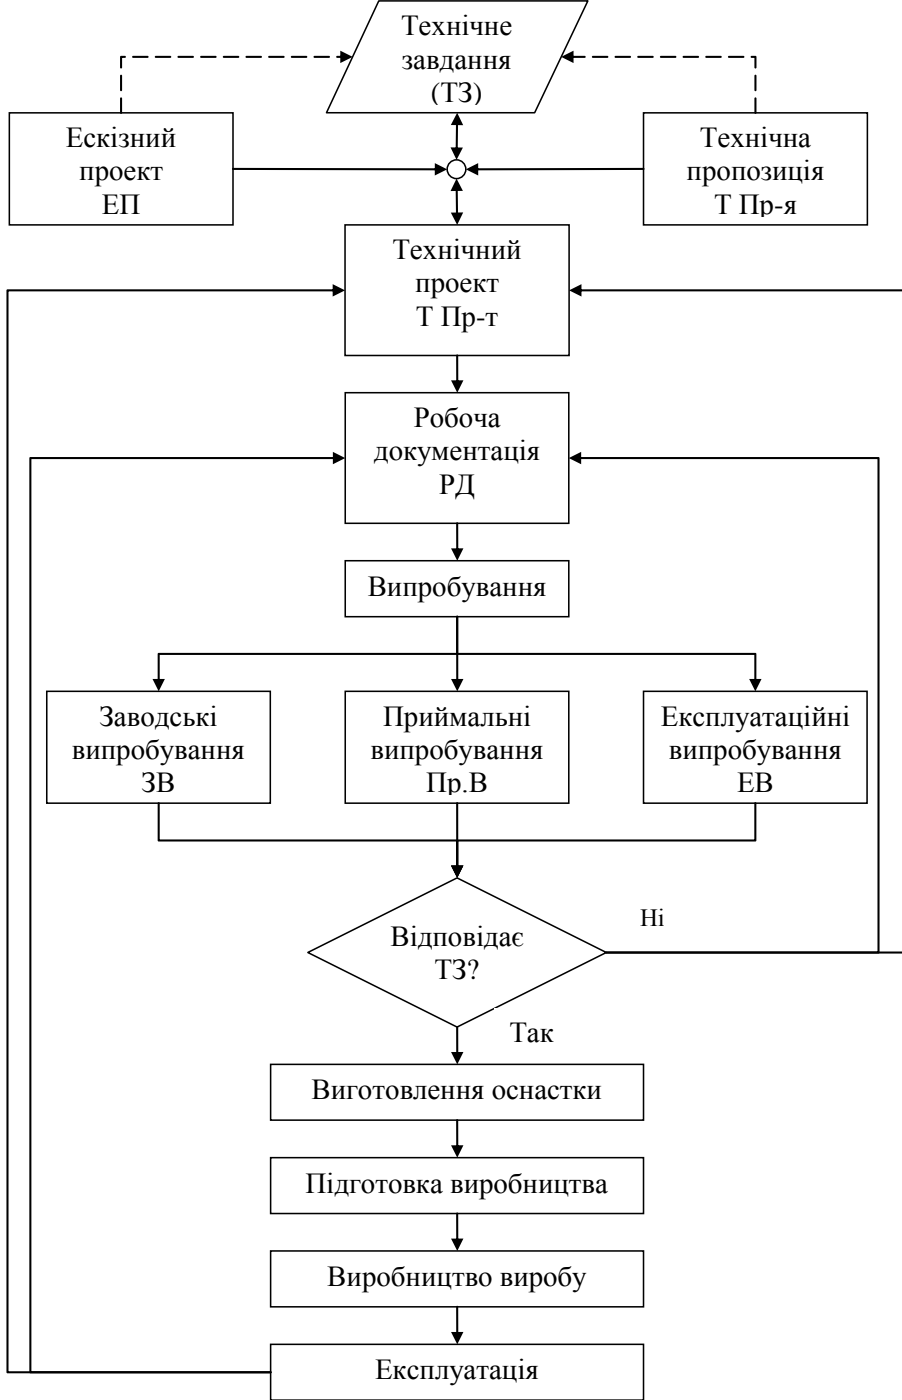 Технічне
завдання
(ТЗ)
Ескізний
проект
ЕП
Технічна
пропозиція
Т Пр-я
Технічний
проект
Т Пр-т
Робоча
документація
РД
Випробування
Заводські
випробування
ЗВ
Приймальні
випробування
Пр.В
Експлуатаційні
випробування
ЕВ
Відповідає
ТЗ?
Ні
Так
Виготовлення оснастки
Підготовка виробництва
Виробництво виробу
Експлуатація